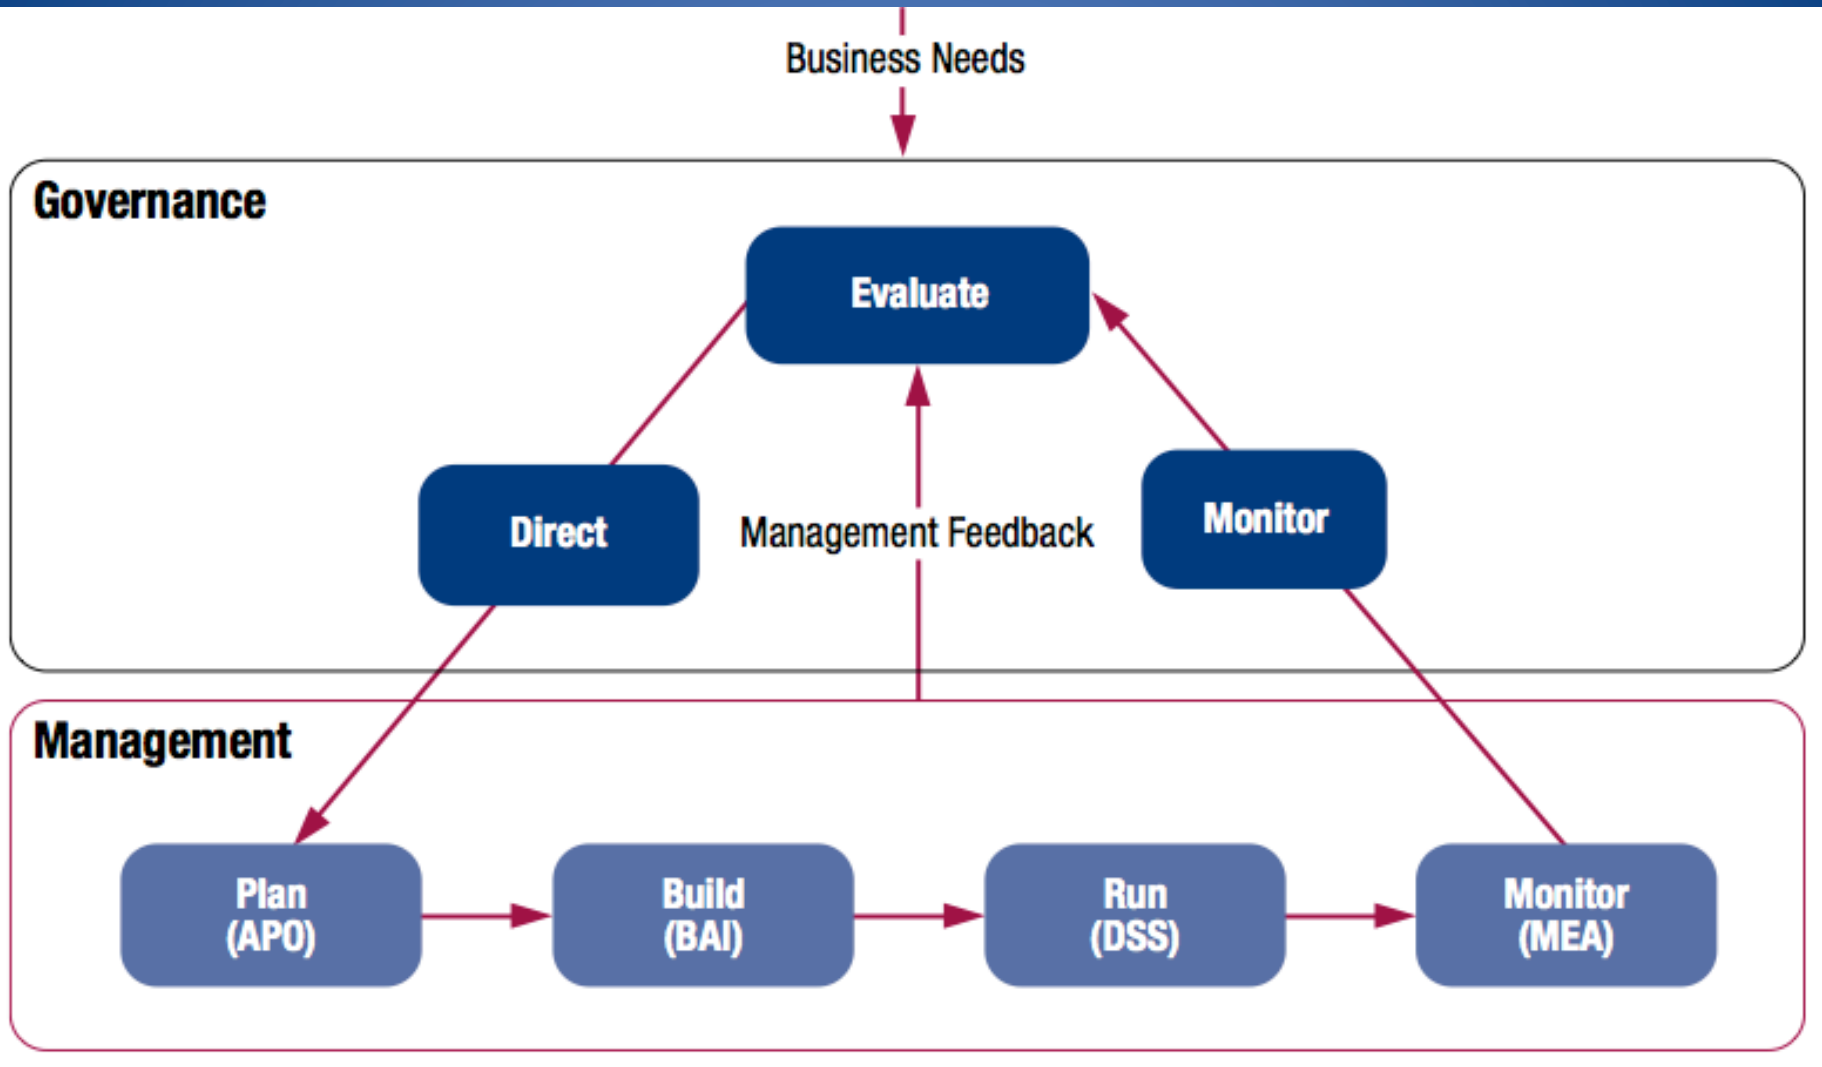 Business Needs
Governance
Evaluate
Direct
Management Feedback
Monitor
Management
Plan
(APO)
Build
(BAI)
Run
(DSS)
Monitor
(MEA)